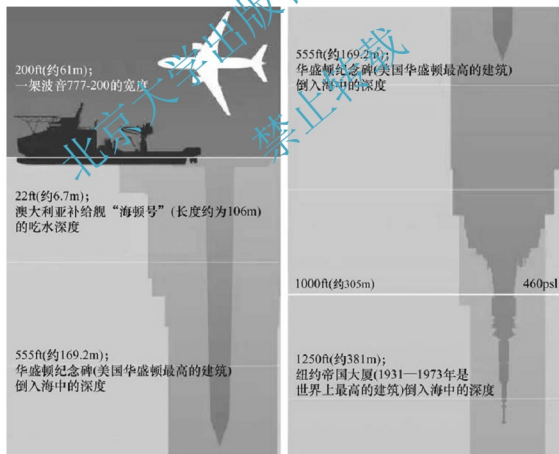 200ft(约61m)；
一架波音777-200的宽度
22ft(约6.7m)；
澳大利亚补给舰“海顿号”(长度约为106m)
的吃水深度
555ft(约169.2m)；
华盛顿纪念碑(美国华盛顿最高的建筑)
倒入海中的深度
555ft(约169.2m)；
华盛顿纪念碑(美国华盛顿最高的建筑)
倒入海中的深度
1000ft(约305m)
460psl
1250ft(约381m)；
纽约帝国大厦(1931—1973年是
世界上最高的建筑)倒入海中的深度
北京大学出版
禁止转载